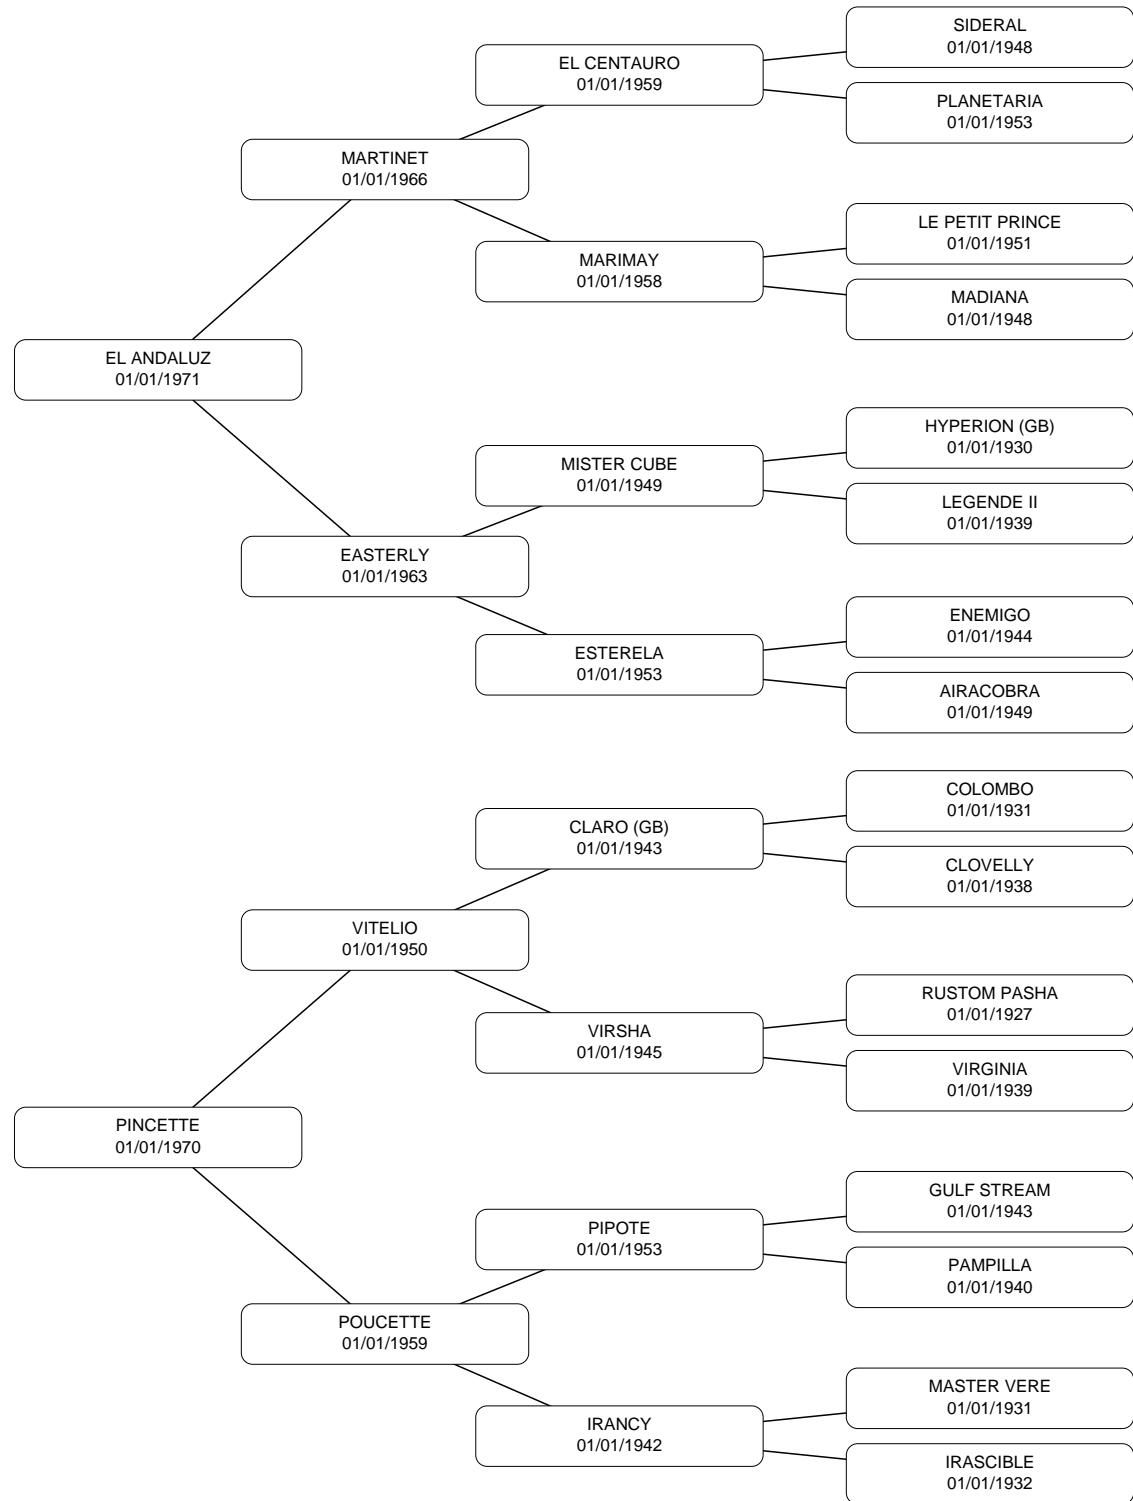 SIDERAL
01/01/1948
EL CENTAURO
01/01/1959
PLANETARIA
01/01/1953
MARTINET
01/01/1966
LE PETIT PRINCE
01/01/1951
MARIMAY
01/01/1958
MADIANA
01/01/1948
EL ANDALUZ
01/01/1971
HYPERION (GB)
01/01/1930
MISTER CUBE
01/01/1949
LEGENDE II
01/01/1939
EASTERLY
01/01/1963
ENEMIGO
01/01/1944
ESTERELA
01/01/1953
AIRACOBRA
01/01/1949
COLOMBO
01/01/1931
CLARO (GB)
01/01/1943
CLOVELLY
01/01/1938
VITELIO
01/01/1950
RUSTOM PASHA
01/01/1927
VIRSHA
01/01/1945
VIRGINIA
01/01/1939
PINCETTE
01/01/1970
GULF STREAM
01/01/1943
PIPOTE
01/01/1953
PAMPILLA
01/01/1940
POUCETTE
01/01/1959
MASTER VERE
01/01/1931
IRANCY
01/01/1942
IRASCIBLE
01/01/1932